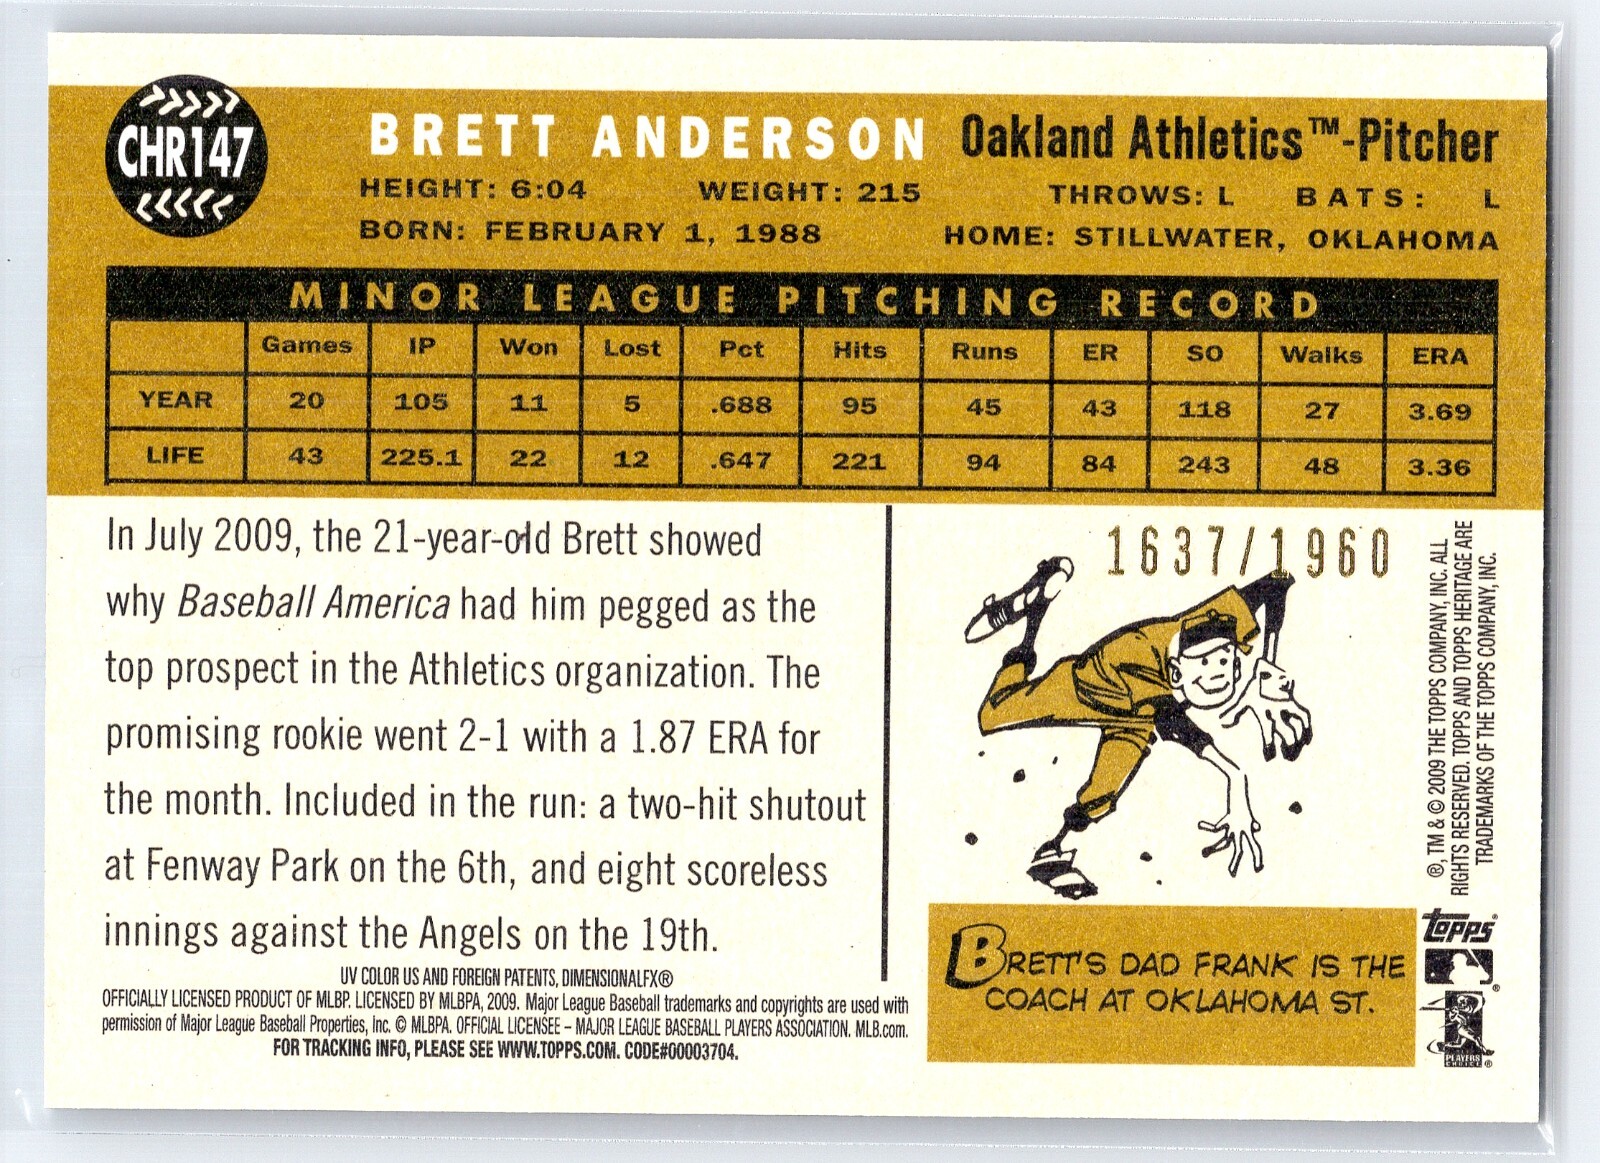 CHR147
BRETT ANDERSON Oakland Athletics™-Pitcher
HEIGHT: 6:04 WEIGHT: 215 THROWS: L BATS: L
BORN: FEBRUARY 1, 1988 HOME: STILLWATER, OKLAHOMA
MINOR LEAGUE PITCHING RECORD
Games IP Won Lost Pct Hits Runs ER SO Walks ERA
YEAR 20 105 11 5 .688 95 45 43 118 27 3.69
LIFE 43 225.1 22 12 .647 221 94 84 243 48 3.36
In July 2009, the 21-year-old Brett showed
why Baseball America had him pegged as the
top prospect in the Athletics organization. The
promising rookie went 2-1 with a 1.87 ERA for
the month. Included in the run: a two-hit shutout
at Fenway Park on the 6th, and eight scoreless
innings against the Angels on the 19th.
UV COLOR US AND FOREIGN PATENTS, DIMENSIONALFX®
OFFICIALLY LICENSED PRODUCT OF MLBP. LICENSED BY MLBPA, 2009. Major League Baseball trademarks and copyrights are used with
permission of Major League Baseball Properties, Inc. © MLBPA. OFFICIAL LICENSEE – MAJOR LEAGUE BASEBALL PLAYERS ASSOCIATION. MLB.com.
FOR TRACKING INFO, PLEASE SEE WWW.TOPPS.COM. CODE#00003704.
1637/1960
BRETT'S DAD FRANK IS THE
COACH AT OKLAHOMA ST.
®, TM & © 2009 THE TOPPS COMPANY, INC. ALL
RIGHTS RESERVED. TOPPS AND TOPPS HERITAGE ARE
TRADEMARKS OF THE TOPPS COMPANY, INC.
topps®
®
PLAYERS
CHOICE ®